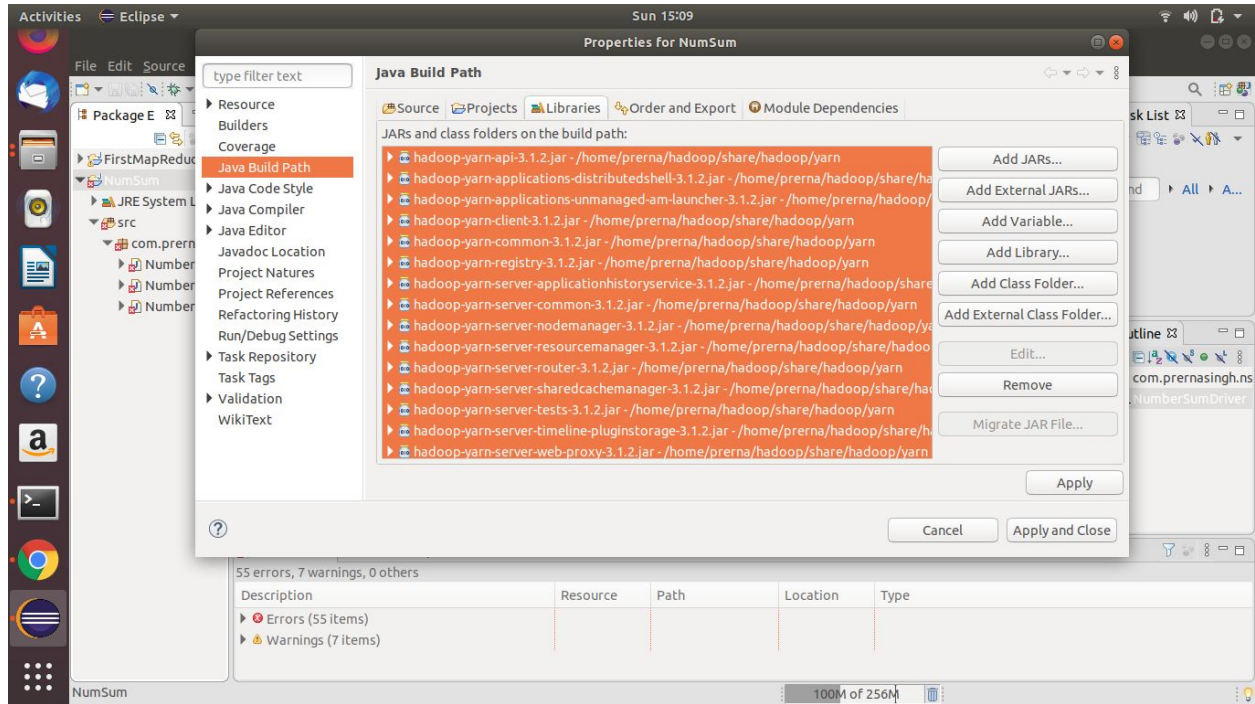 Activities Eclipse Sun 15:09
Properties for NumSum
File Edit Source
type filter text
Java Build Path
Package E
Resource
Builders
Coverage
Java Build Path
Java Code Style
Java Compiler
Java Editor
Javadoc Location
Project Natures
Project References
Refactoring History
Run/Debug Settings
Task Repository
Task Tags
Validation
WikiText
FirstMapReduc
NumSum
JRE System L
src
com.prern
Number
Number
Number
Source Projects Libraries Order and Export Module Dependencies
JARs and class folders on the build path:
hadoop-yarn-api-3.1.2.jar - /home/prerna/hadoop/share/hadoop/yarn
hadoop-yarn-applications-distributedshell-3.1.2.jar - /home/prerna/hadoop/share/ha
hadoop-yarn-applications-unmanaged-am-launcher-3.1.2.jar - /home/prerna/hadoop/
hadoop-yarn-client-3.1.2.jar - /home/prerna/hadoop/share/hadoop/yarn
hadoop-yarn-common-3.1.2.jar - /home/prerna/hadoop/share/hadoop/yarn
hadoop-yarn-registry-3.1.2.jar - /home/prerna/hadoop/share/hadoop/yarn
hadoop-yarn-server-applicationhistoryservice-3.1.2.jar - /home/prerna/hadoop/share
hadoop-yarn-server-common-3.1.2.jar - /home/prerna/hadoop/share/hadoop/yarn
hadoop-yarn-server-nodemanager-3.1.2.jar - /home/prerna/hadoop/share/hadoop/ya
hadoop-yarn-server-resourcemanager-3.1.2.jar - /home/prerna/hadoop/share/hadoo
hadoop-yarn-server-router-3.1.2.jar - /home/prerna/hadoop/share/hadoop/yarn
hadoop-yarn-server-sharedcachemanager-3.1.2.jar - /home/prerna/hadoop/share/had
hadoop-yarn-server-tests-3.1.2.jar - /home/prerna/hadoop/share/hadoop/yarn
hadoop-yarn-server-timeline-pluginstorage-3.1.2.jar - /home/prerna/hadoop/share/h
hadoop-yarn-server-web-proxy-3.1.2.jar - /home/prerna/hadoop/share/hadoop/yarn
Add JARs...
Add External JARs...
Add Variable...
Add Library...
Add Class Folder...
Add External Class Folder...
Edit...
Remove
Migrate JAR File...
Apply
Cancel Apply and Close
sk List
nd All A...
utline
com.prernasingh.ns
NumberSumDriver
55 errors, 7 warnings, 0 others
Description Resource Path Location Type
Errors (55 items)
Warnings (7 items)
NumSum 100M of 256M